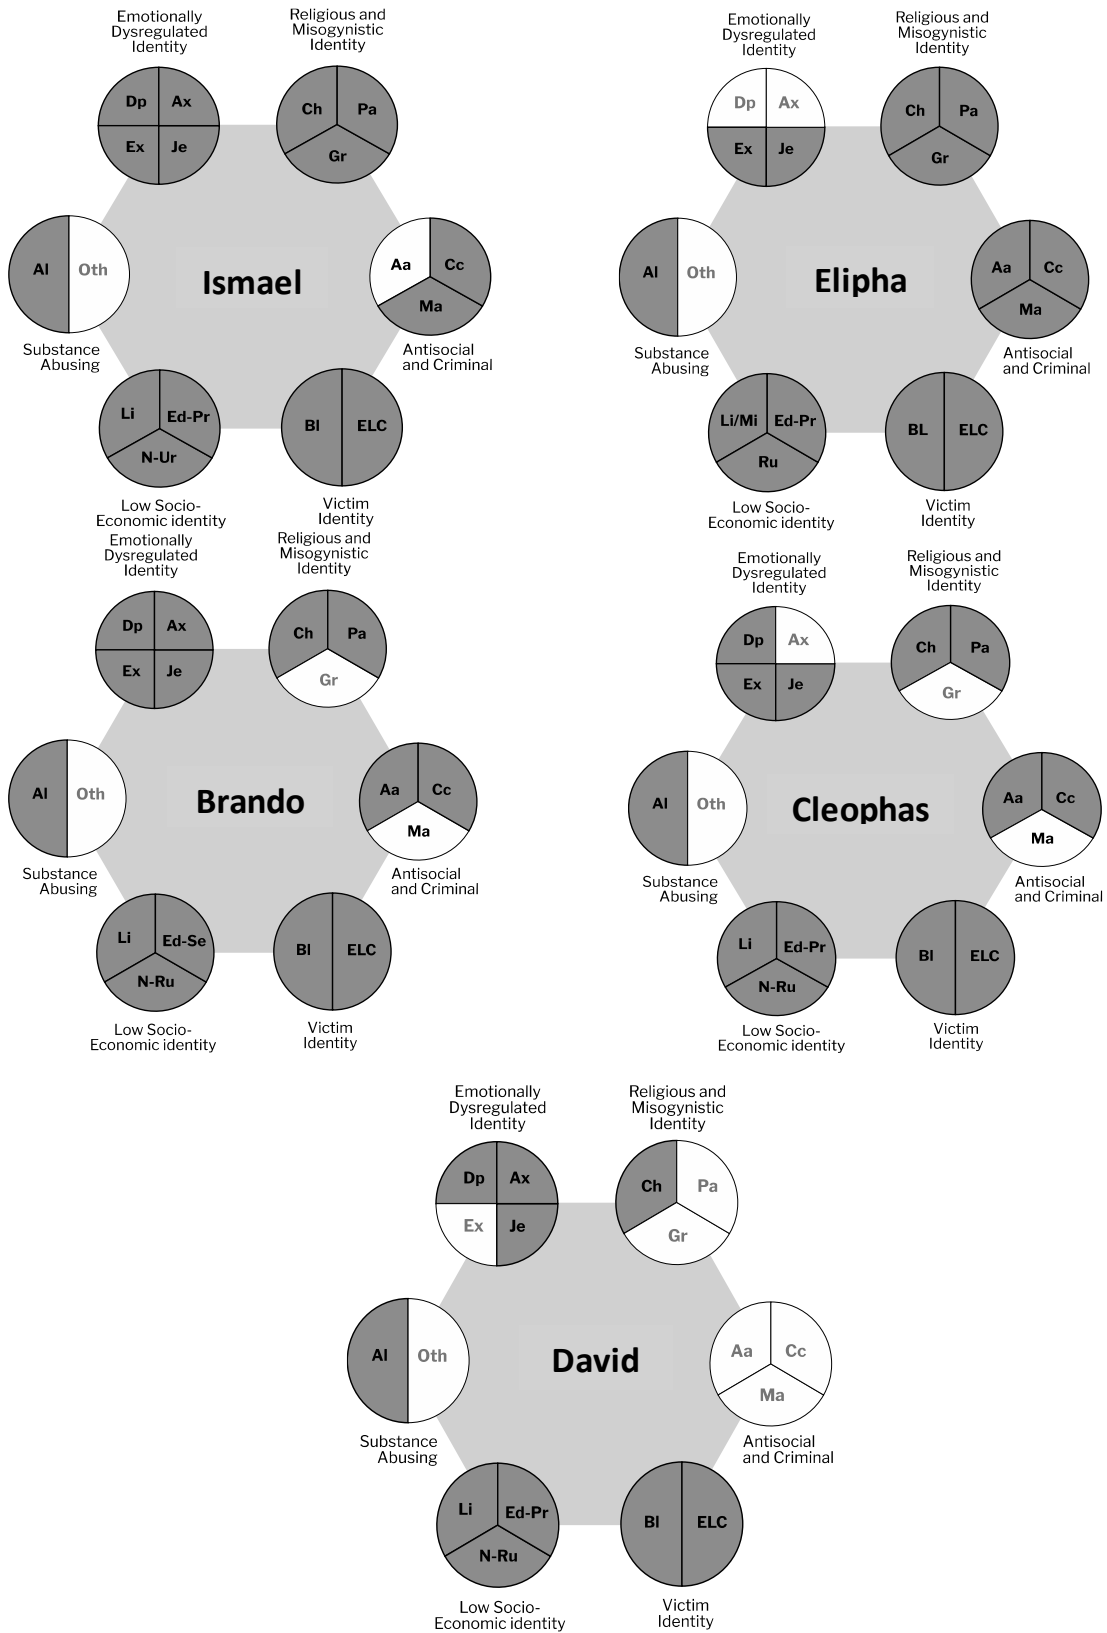 Emotionally
Dysregulated
Identity
Religious and
Misogynistic
Identity
Dp
Ax
Ex
Je
Ch
Pa
Gr
Al
Oth
Substance
Abusing
Ismael
Aa
Cc
Ma
Antisocial
and Criminal
Li
Ed-Pr
N-Ur
Low Socio-
Economic identity
Bl
ELC
Victim
Identity
Emotionally
Dysregulated
Identity
Religious and
Misogynistic
Identity
Dp
Ax
Ex
Je
Ch
Pa
Gr
Al
Oth
Substance
Abusing
Elipha
Aa
Cc
Ma
Antisocial
and Criminal
Li/Mi
Ed-Pr
Ru
Low Socio-
Economic identity
BL
ELC
Victim
Identity
Emotionally
Dysregulated
Identity
Religious and
Misogynistic
Identity
Dp
Ax
Ex
Je
Ch
Pa
Gr
Al
Oth
Substance
Abusing
Brando
Aa
Cc
Ma
Antisocial
and Criminal
Li
Ed-Se
N-Ru
Low Socio-
Economic identity
Bl
ELC
Victim
Identity
Emotionally
Dysregulated
Identity
Religious and
Misogynistic
Identity
Dp
Ax
Ex
Je
Ch
Pa
Gr
Al
Oth
Substance
Abusing
Cleophas
Aa
Cc
Ma
Antisocial
and Criminal
Li
Ed-Pr
N-Ru
Low Socio-
Economic identity
Bl
ELC
Victim
Identity
Emotionally
Dysregulated
Identity
Religious and
Misogynistic
Identity
Dp
Ax
Ex
Je
Ch
Pa
Gr
Al
Oth
Substance
Abusing
David
Aa
Cc
Ma
Antisocial
and Criminal
Li
Ed-Pr
N-Ru
Low Socio-
Economic identity
Bl
ELC
Victim
Identity